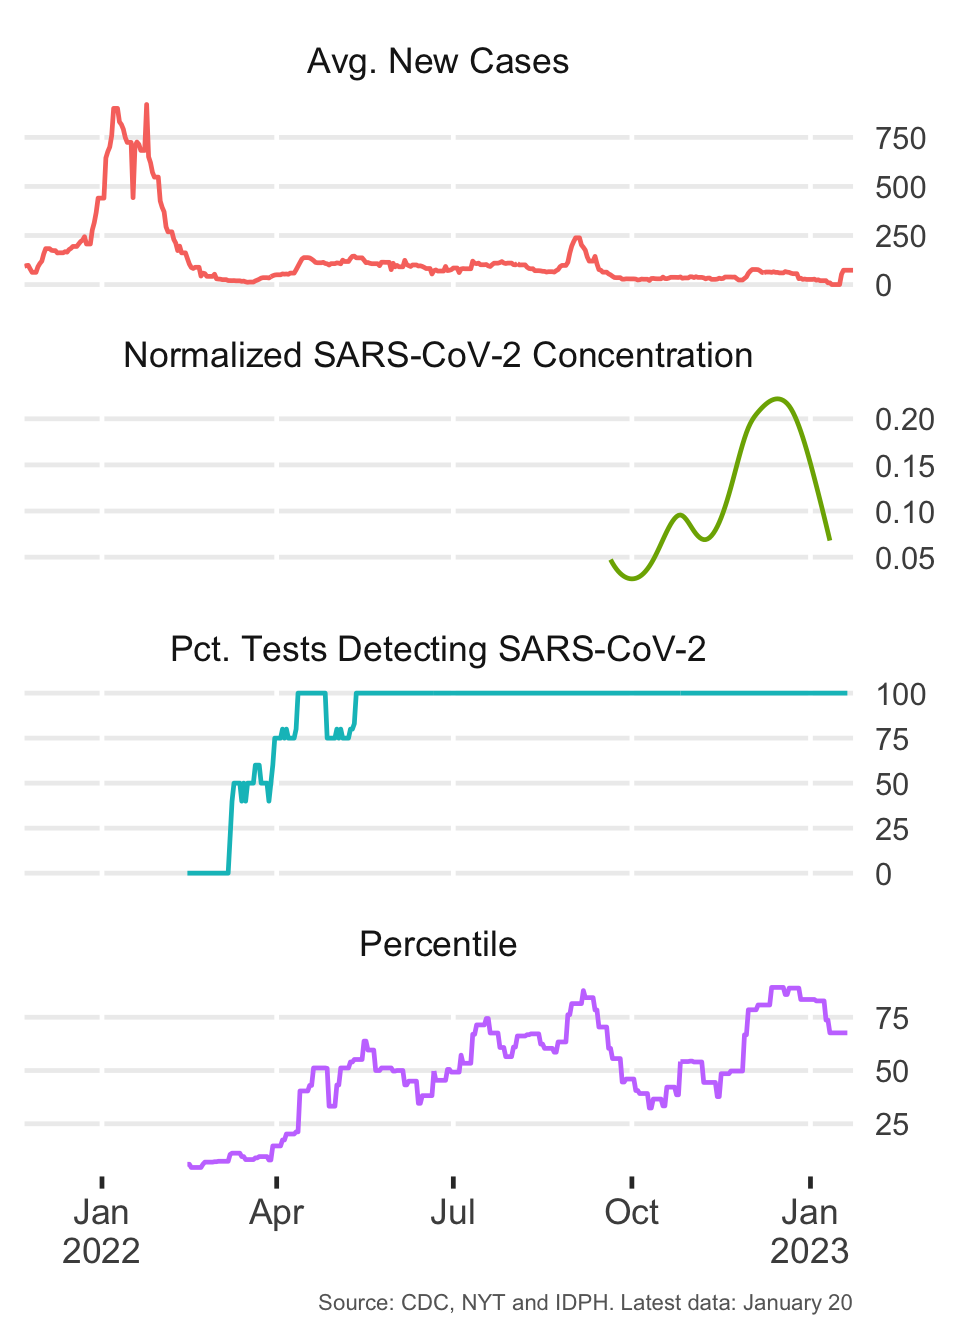 Avg. New Cases
750
500
250
0
Normalized SARS-CoV-2 Concentration
0.20
0.15
0.10
0.05
Pct. Tests Detecting SARS-CoV-2
100
75
50
25
0
Percentile
75
50
25
Jan Apr Jul Oct Jan
2022 2023
Source: CDC, NYT and IDPH. Latest data: January 20